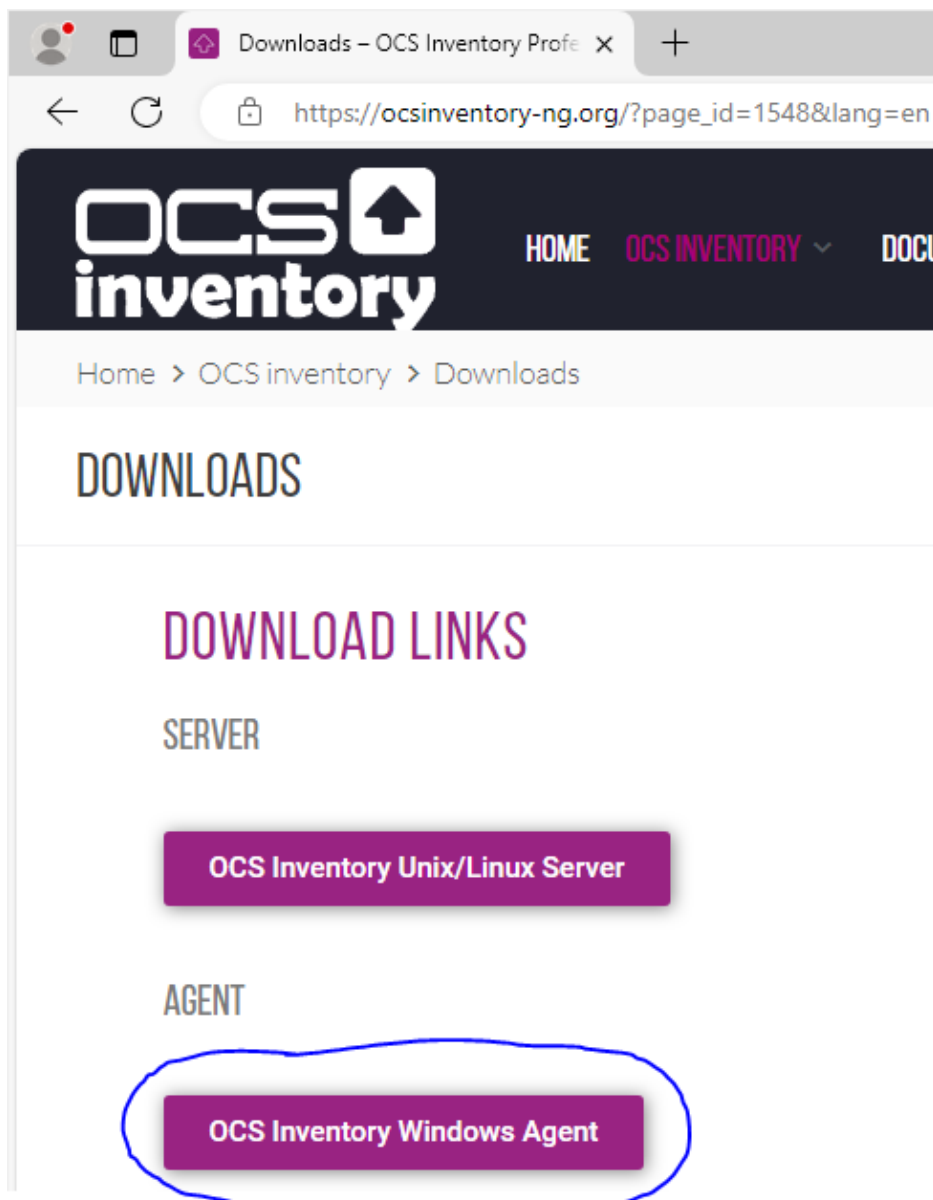 Downloads – OCS Inventory Profe
https://ocsinventory-ng.org/?page_id=1548&lang=en
OCS
inventory
HOME OCS INVENTORY DOCU
Home > OCS inventory > Downloads
DOWNLOADS
DOWNLOAD LINKS
SERVER
OCS Inventory Unix/Linux Server
AGENT
OCS Inventory Windows Agent